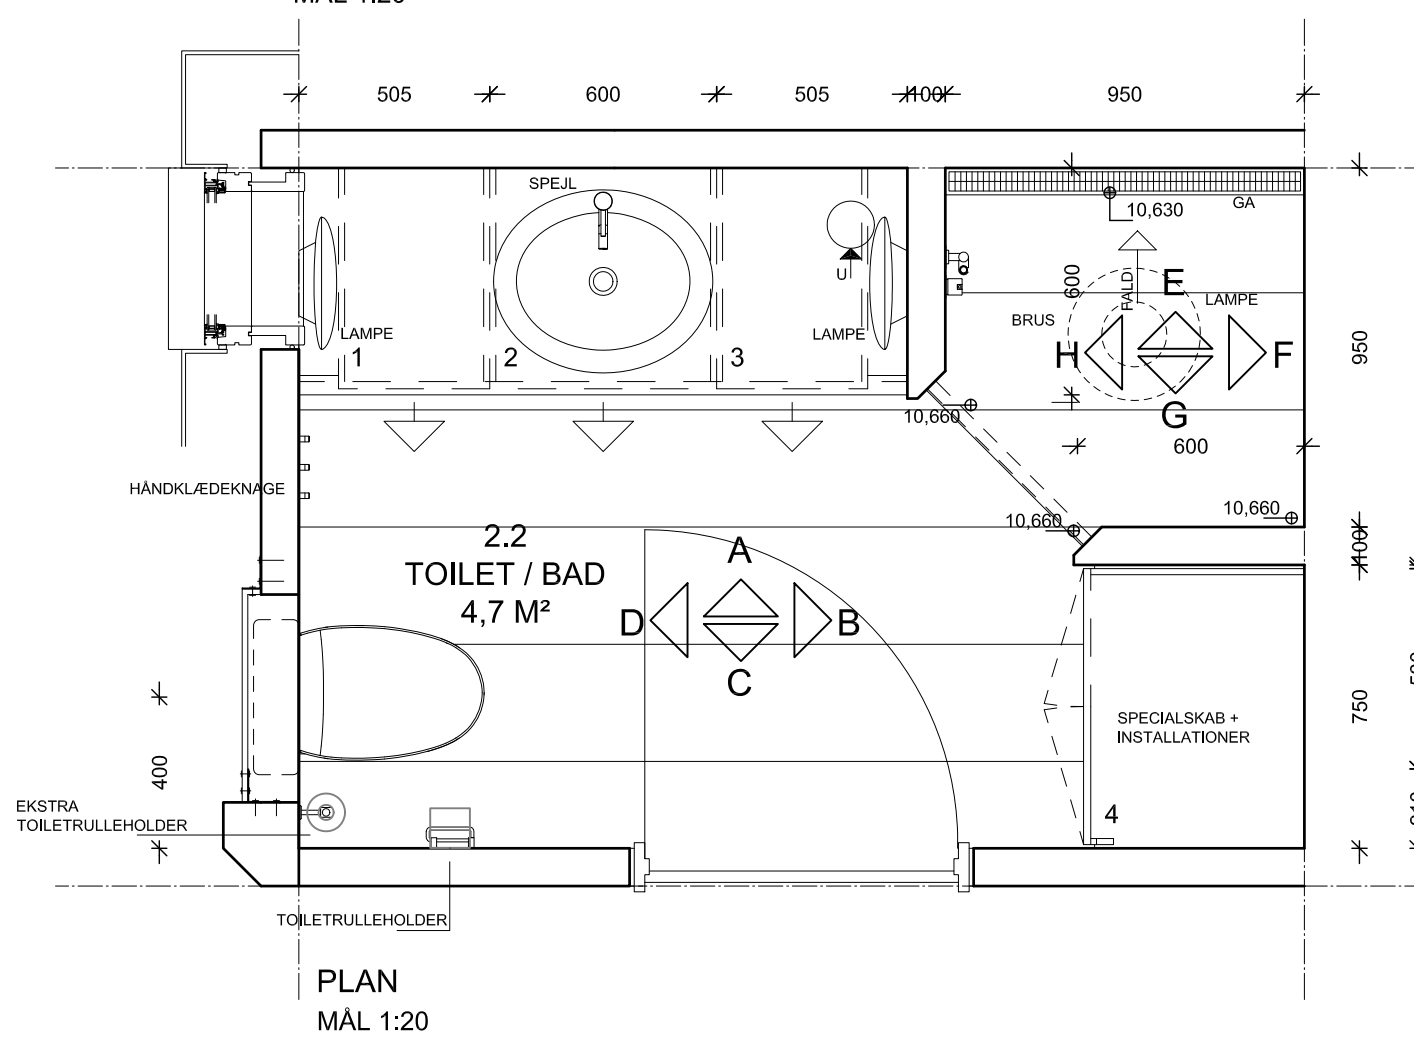 MÅL 1:20
505
600
505
100
950
SPEJL
GA
10,630
U
600
FALD
E
LAMPE
BRUS
LAMPE
LAMPE
1
2
3
H
F
950
G
10,660
600
HÅNDKLÆDEKNAGE
10,660
10,660
2.2
TOILET / BAD
4,7 M²
A
100
D
B
C
SPECIALSKAB +
INSTALLATIONER
750
400
EKSTRA
TOILETRULLEHOLDER
4
TOILETRULLEHOLDER
PLAN
MÅL 1:20